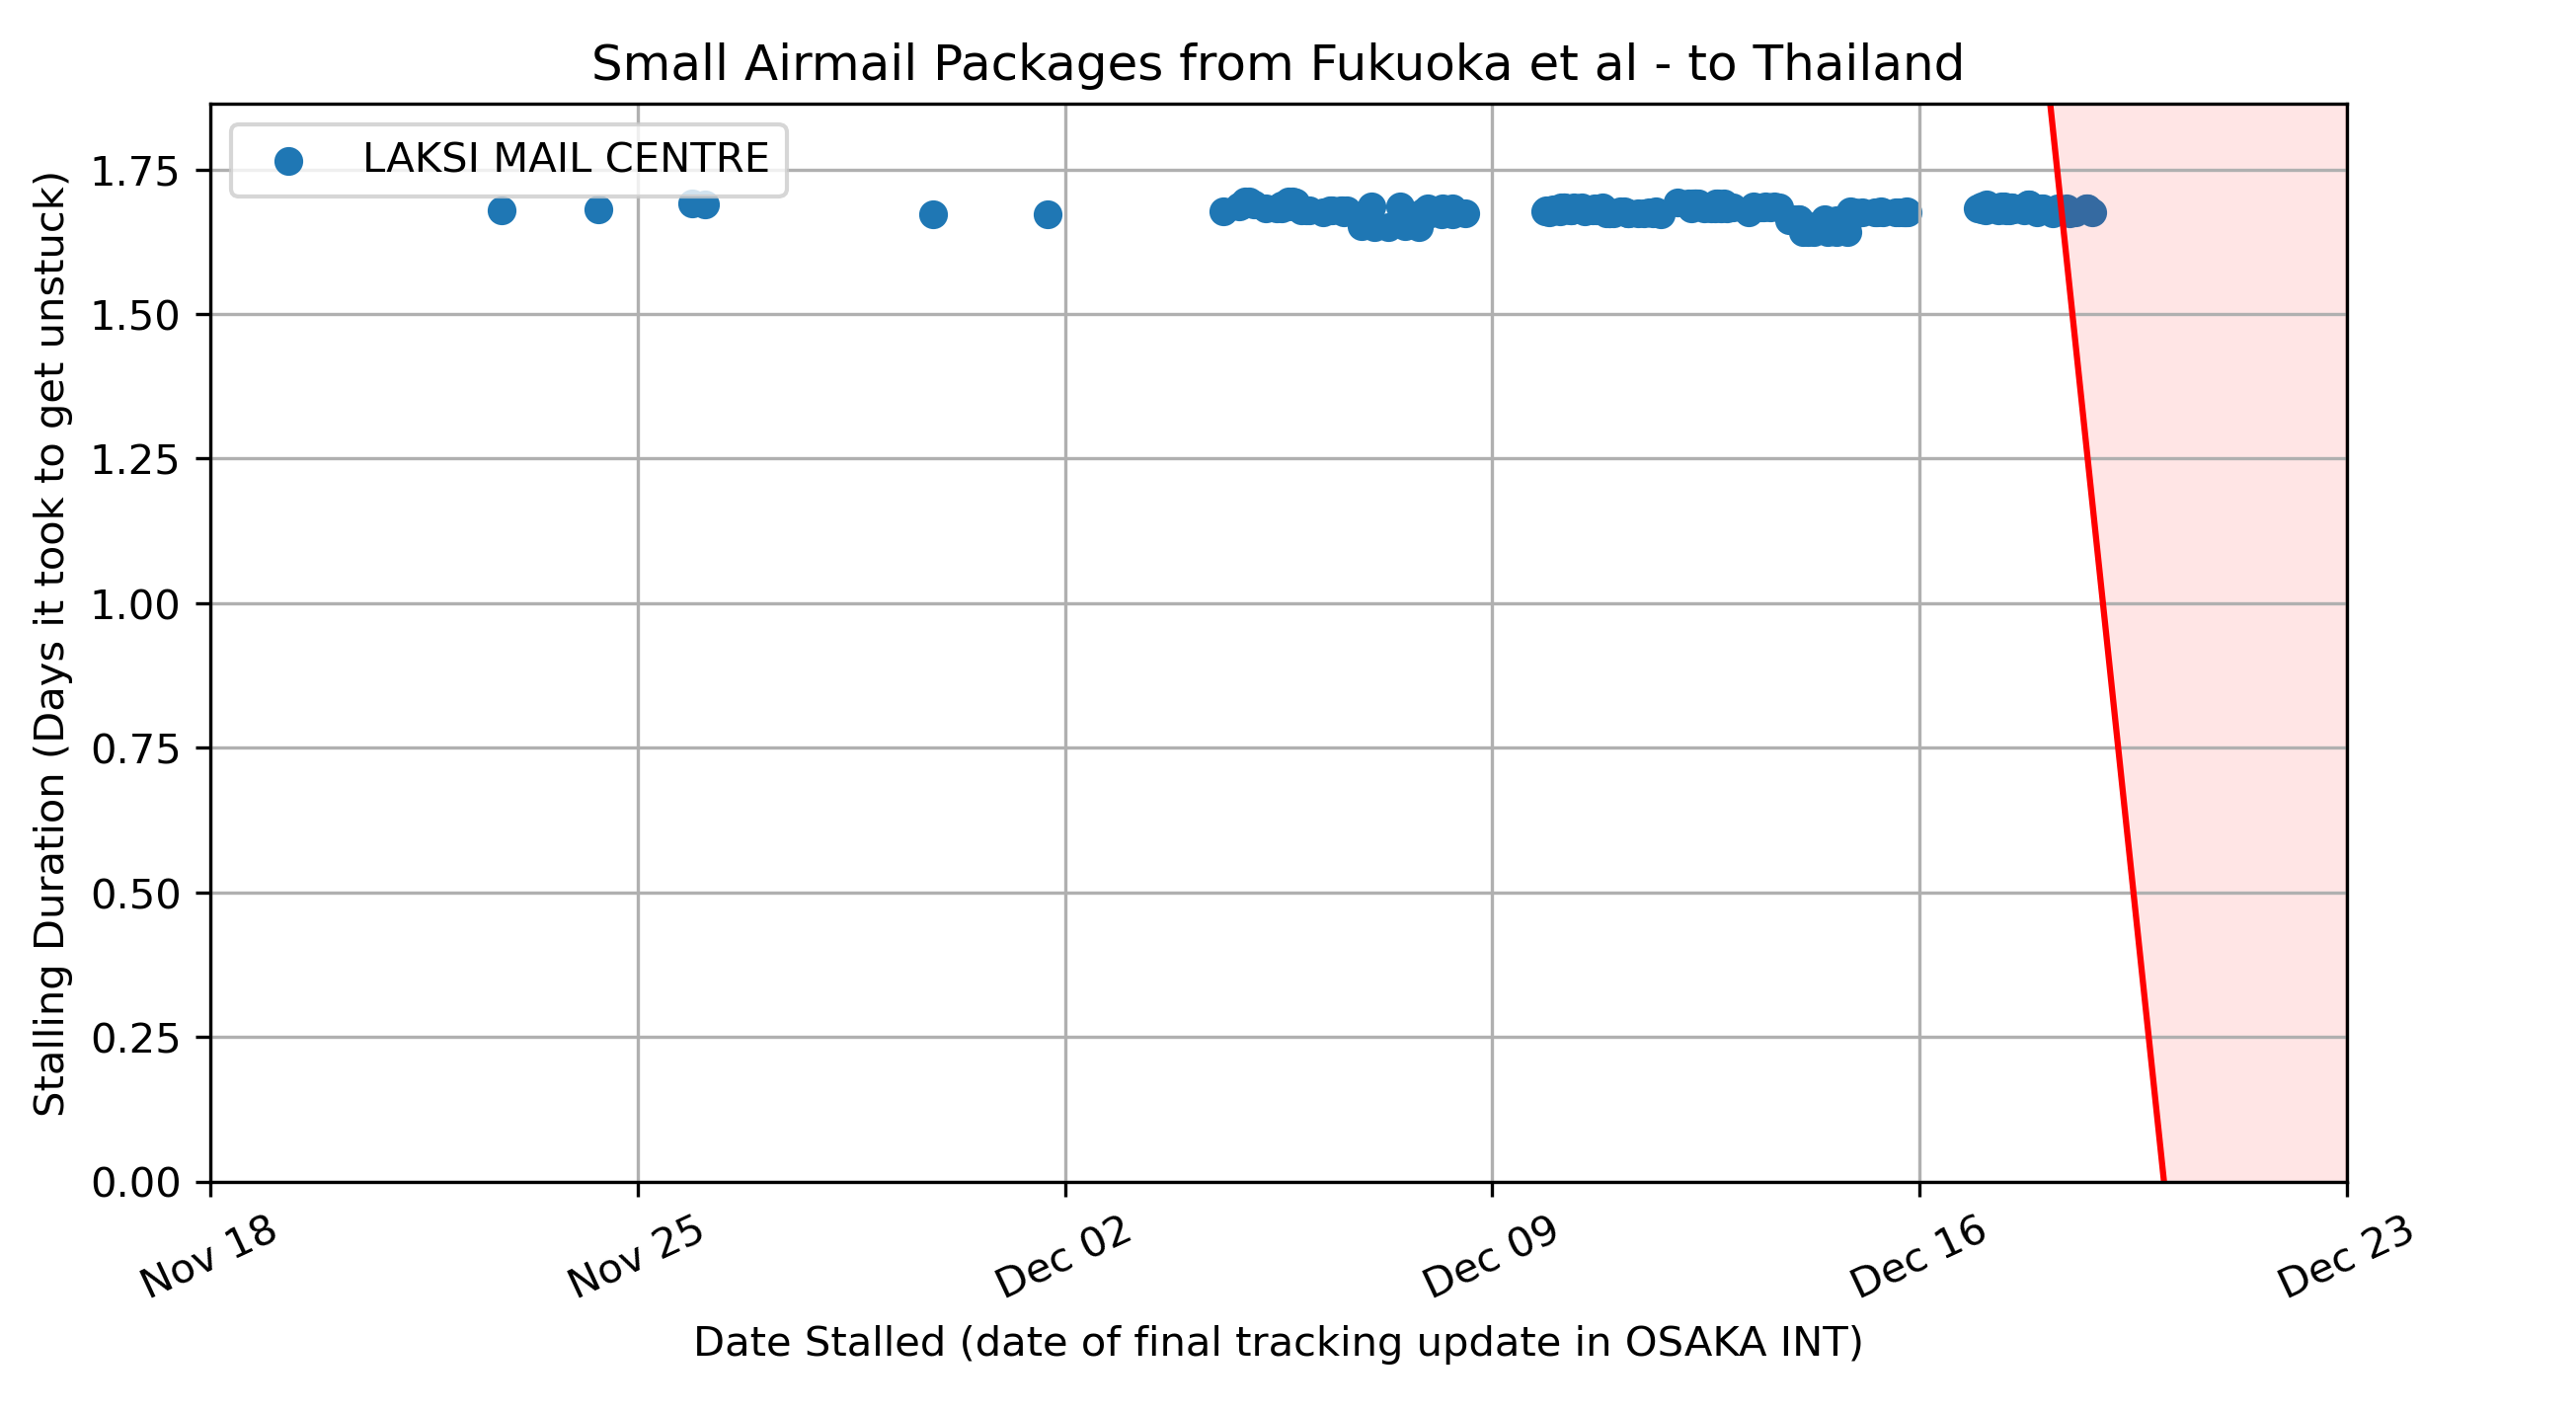 Small Airmail Packages from Fukuoka et al - to Thailand
LAKSI MAIL CENTRE
Stalling Duration (Days it took to get unstuck)
1.75
1.50
1.25
1.00
0.75
0.50
0.25
0.00
Nov 18
Nov 25
Dec 02
Dec 09
Dec 16
Dec 23
Date Stalled (date of final tracking update in OSAKA INT)